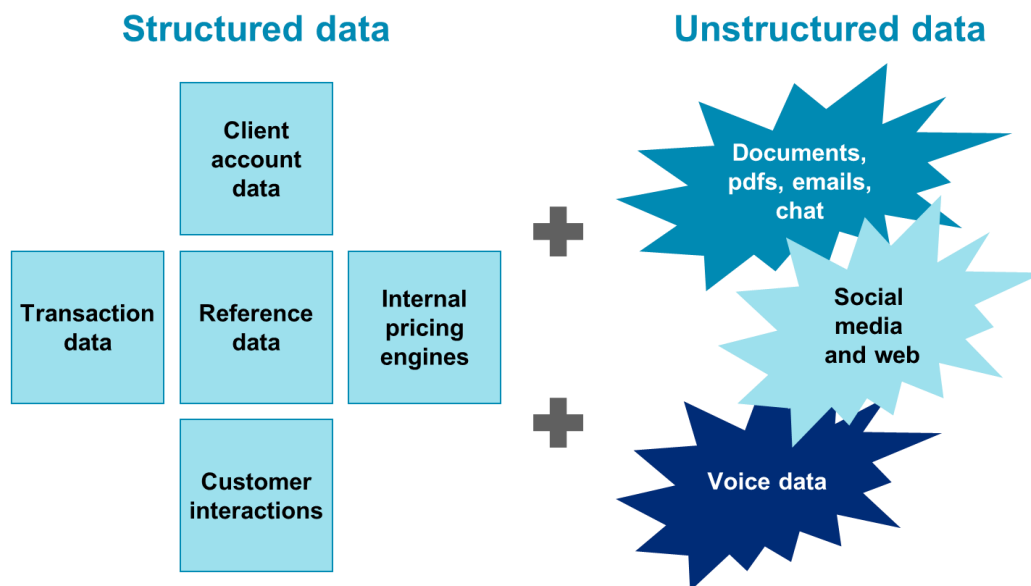 Structured data
Unstructured data
Client
account
data
Transaction
data
Reference
data
Internal
pricing
engines
Customer
interactions
Documents,
pdfs, emails,
chat
Social
media
and web
Voice data